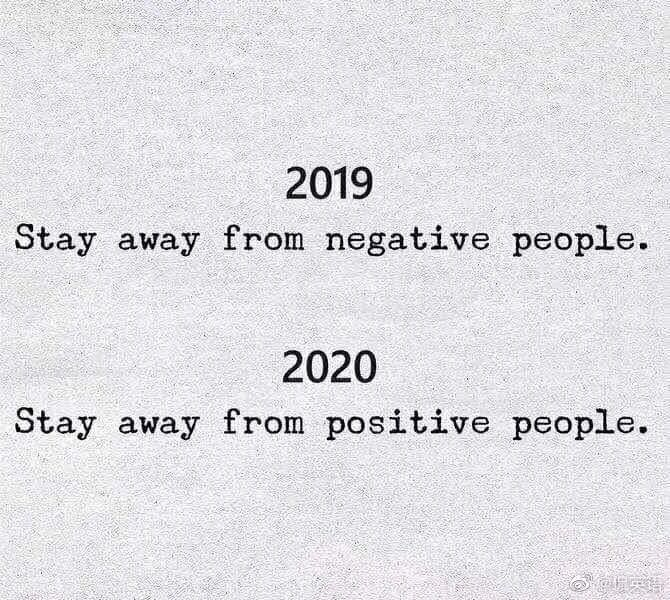 2019
Stay away from negative people.
2020
Stay away from positive people.